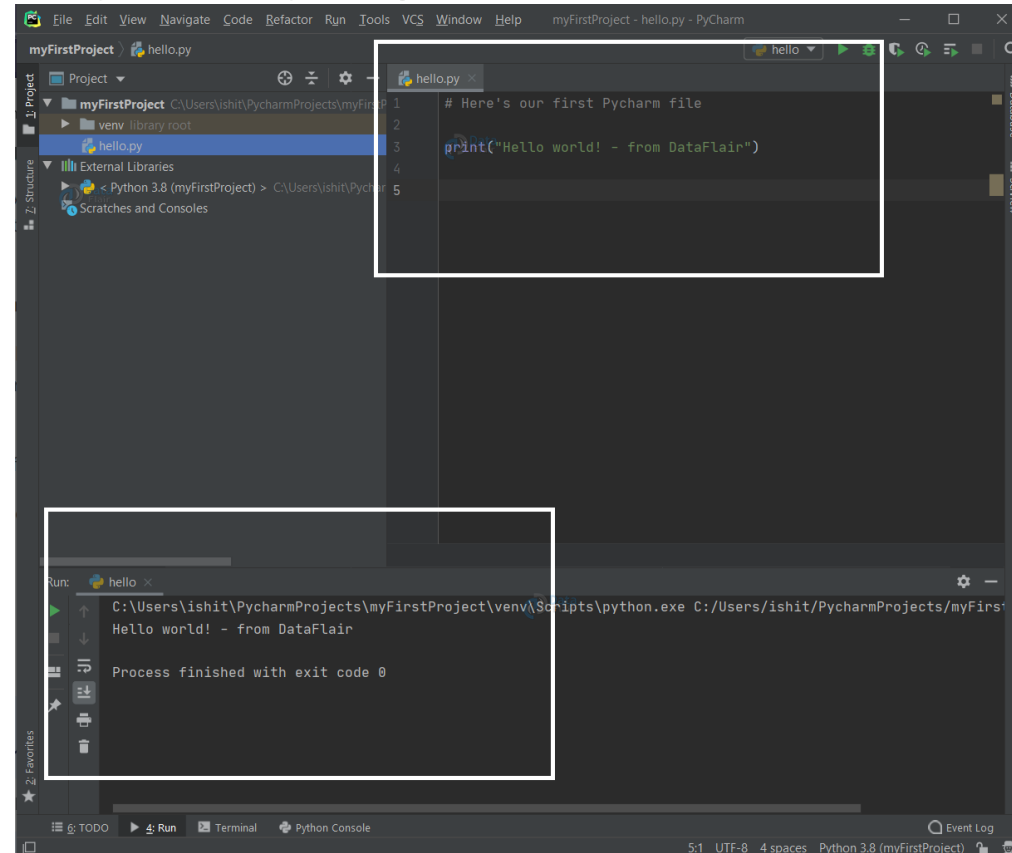 File Edit View Navigate Code Refactor Run Tools VCS Window Help myFirstProject - hello.py - PyCharm
myFirstProject hello.py
hello
1: Project
Project
hello.py
myFirstProject C:\Users\ishit\PycharmProjects\myFirstP
venv library root
hello.py
External Libraries
< Python 3.8 (myFirstProject) > C:\Users\ishit\Pychar
Scratches and Consoles
Z: Structure
1 # Here's our first Pycharm file
2
3 print("Hello world! - from DataFlair")
4
5
Run: hello
C:\Users\ishit\PycharmProjects\myFirstProject\venv\Scripts\python.exe C:/Users/ishit/PycharmProjects/myFirst
Hello world! - from DataFlair
Process finished with exit code 0
2: Favorites
6: TODO 4: Run Terminal Python Console Event Log
5:1 UTF-8 4 spaces Python 3.8 (myFirstProject)